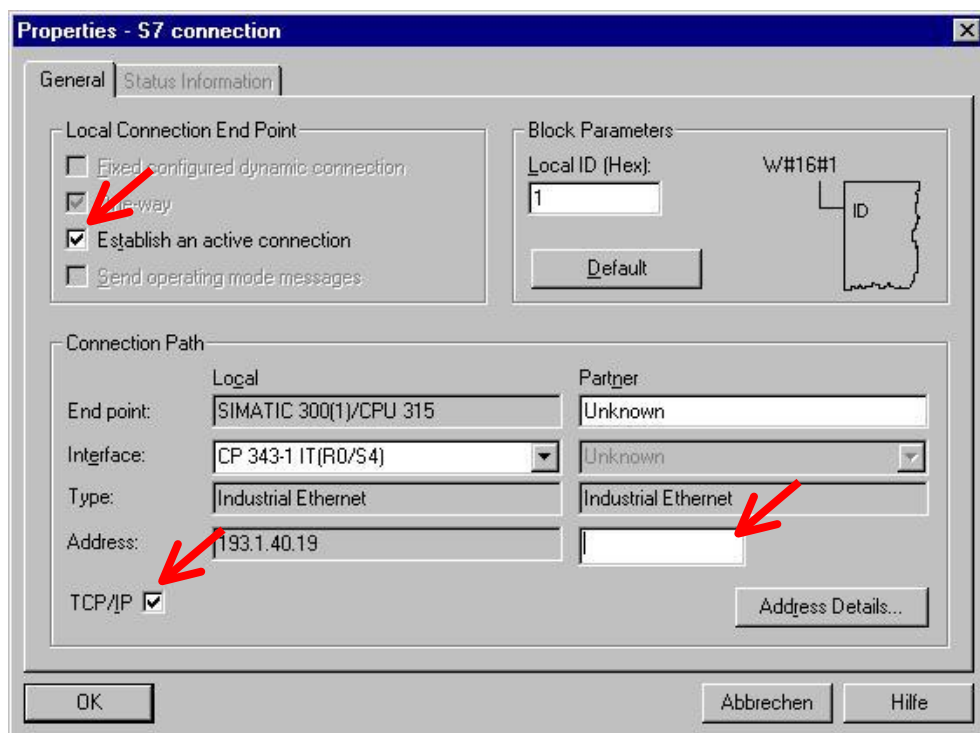 Properties - S7 connection
General Status Information
Local Connection End Point
Fixed configured dynamic connection
One-way
Establish an active connection
Send operating mode messages
Block Parameters
Local ID (Hex): W#16#1
1
ID
Default
Connection Path
Local Partner
End point: SIMATIC 300(1)/CPU 315 Unknown
Interface: CP 343-1 IT(R0/S4) Unknown
Type: Industrial Ethernet Industrial Ethernet
Address: 193.1.40.19
TCP/IP Address Details...
OK Abbrechen Hilfe